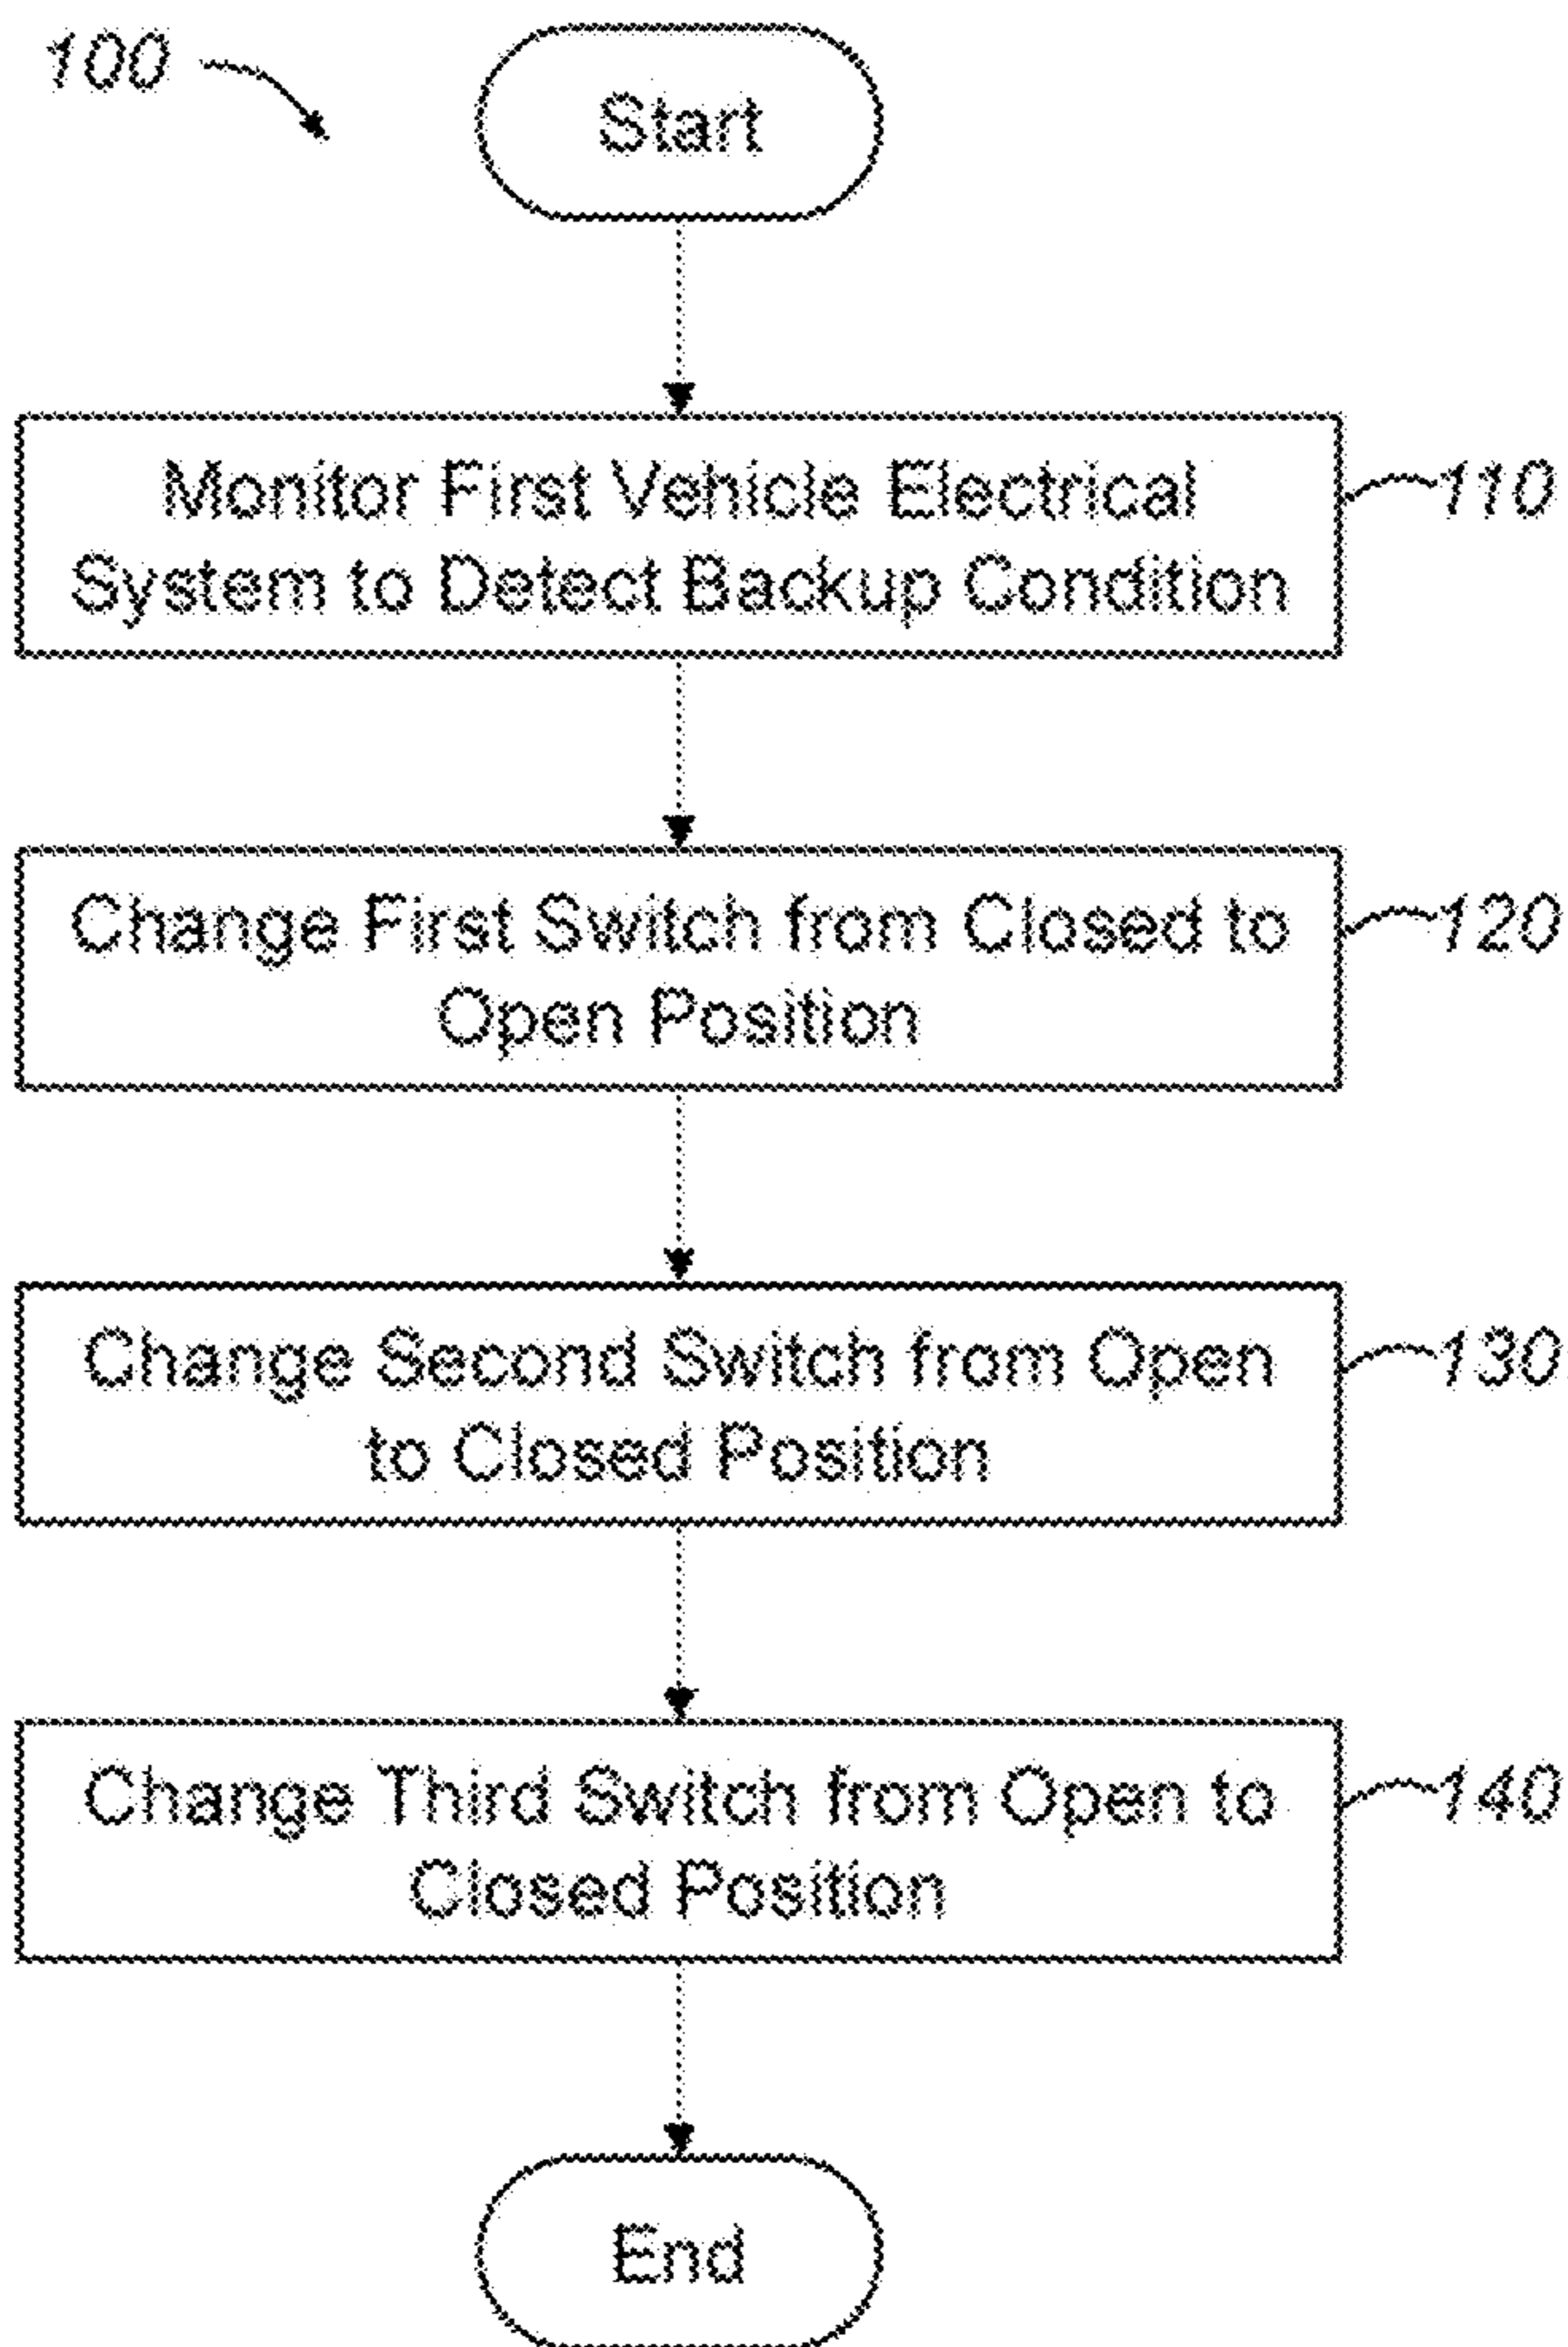 100
Start
Monitor First Vehicle Electrical
System to Detect Backup Condition
110
Change First Switch from Closed to
Open Position
120
Change Second Switch from Open
to Closed Position
130
Change Third Switch from Open to
Closed Position
140
End